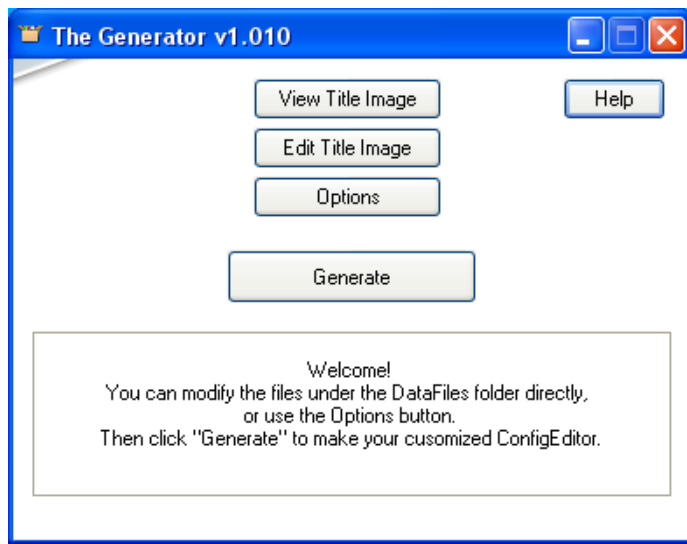 The Generator v1.010
View Title Image
Help
Edit Title Image
Options
Generate
Welcome!
You can modify the files under the DataFiles folder directly,
or use the Options button.
Then click "Generate" to make your cusomized ConfigEditor.